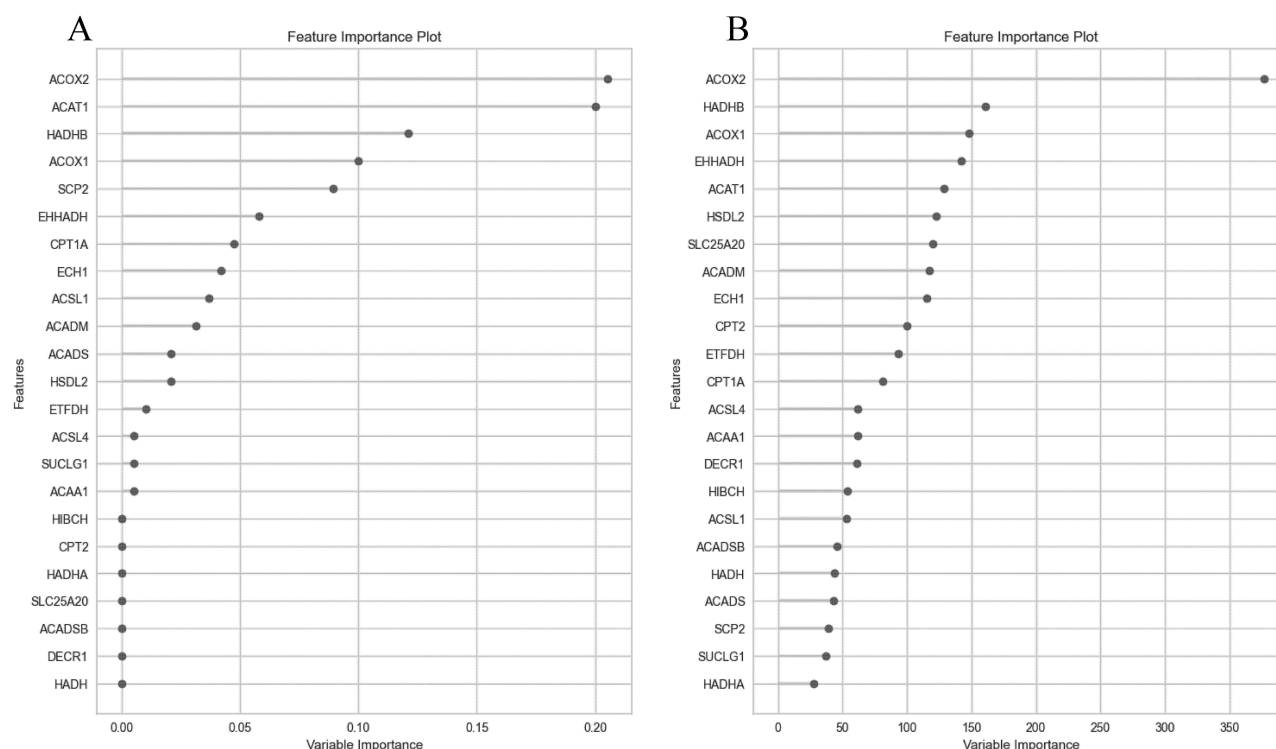 A
Feature Importance Plot
ACOX2
ACAT1
HADHB
ACOX1
SCP2
EHHADH
CPT1A
ECH1
ACSL1
ACADM
ACADS
HSDL2
ETFDH
ACSL4
SUCLG1
ACAA1
HIBCH
CPT2
HADHA
SLC25A20
ACADSB
DECR1
HADH
Features
0.00 0.05 0.10 0.15 0.20
Variable Importance
B
Feature Importance Plot
ACOX2
HADHB
ACOX1
EHHADH
ACAT1
HSDL2
SLC25A20
ACADM
ECH1
CPT2
ETFDH
CPT1A
ACSL4
ACAA1
DECR1
HIBCH
ACSL1
ACADSB
HADH
ACADS
SCP2
SUCLG1
HADHA
Features
0 50 100 150 200 250 300 350
Variable Importance